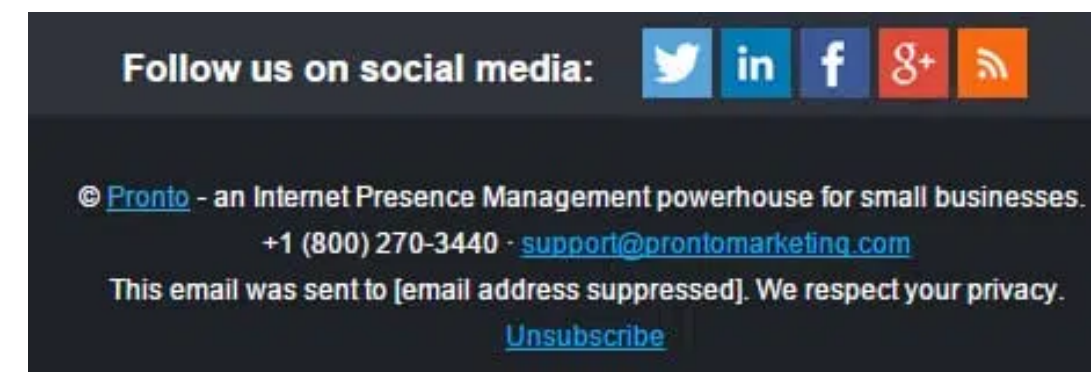 Follow us on social media: in f g+
© Pronto - an Internet Presence Management powerhouse for small businesses.
+1 (800) 270-3440 · support@prontomarketing.com
This email was sent to [email address suppressed]. We respect your privacy.
Unsubscribe